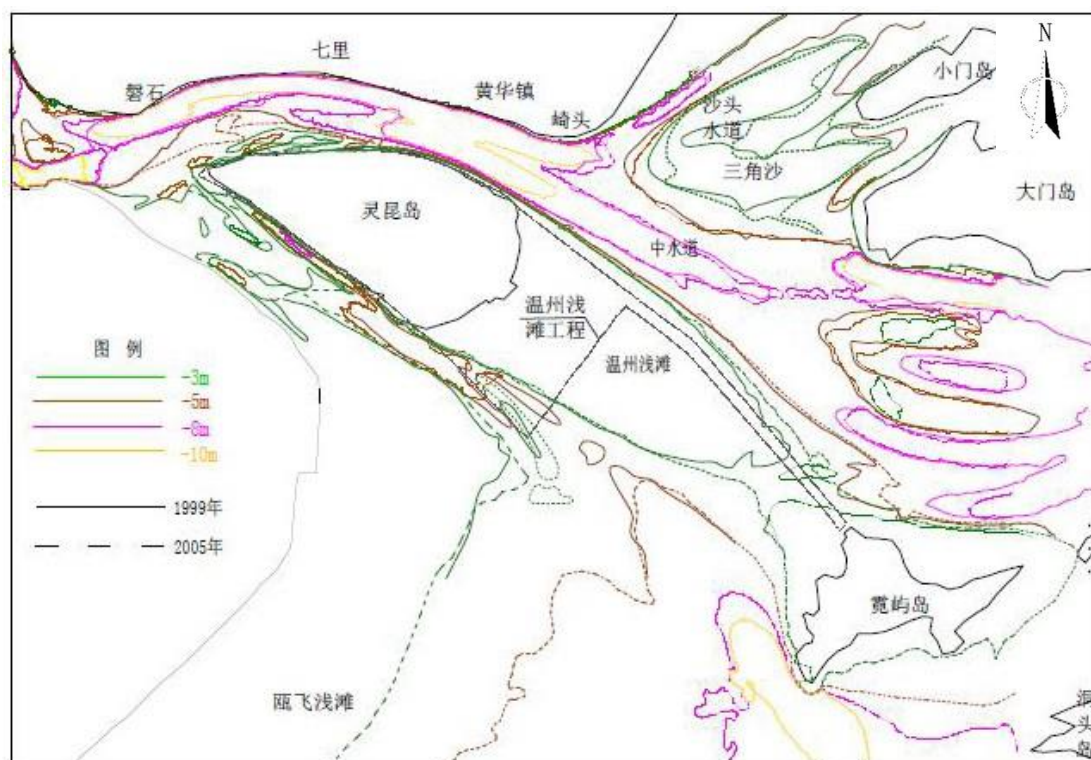 七里
N
磐石
黄华镇
崎头
沙头
水道
小门岛
三角沙
大门岛
灵昆岛
中水道
温州浅
滩工程
温州浅滩
图 例
-3m
-5m
-8m
-10m
1999年
2005年
霓屿岛
瓯飞浅滩
洞
头
岛